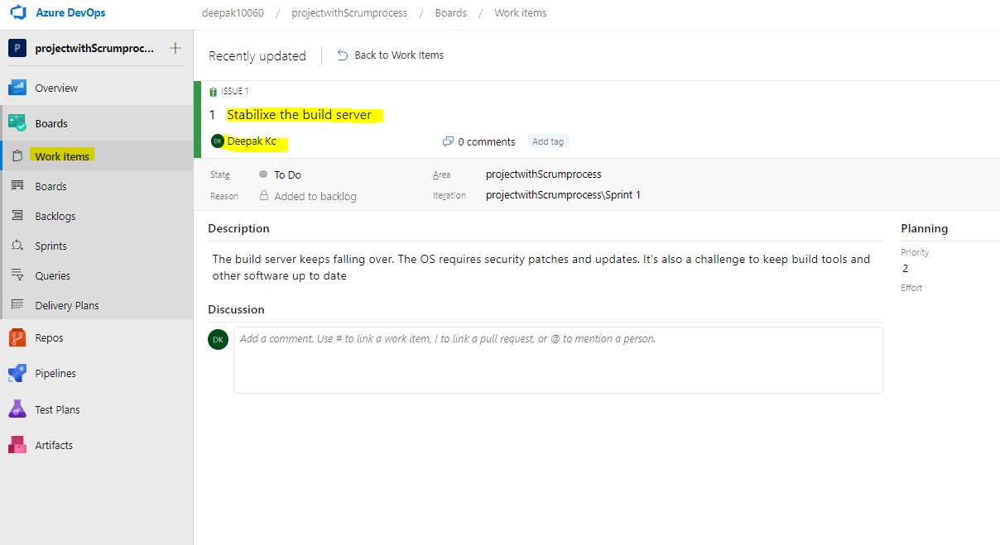 Azure DevOps
deepak10060 / projectwithScrumprocess / Boards / Work items
P projectwithScrumproc... +
Overview
Boards
Work items
Boards
Backlogs
Sprints
Queries
Delivery Plans
Repos
Pipelines
Test Plans
Artifacts
Recently updated
Back to Work Items
ISSUE 1
1 Stabilixe the build server
DK Deepak Kc
0 comments Add tag
State To Do
Area projectwithScrumprocess
Reason Added to backlog
Iteration projectwithScrumprocess\Sprint 1
Description
The build server keeps falling over. The OS requires security patches and updates. It's also a challenge to keep build tools and
other software up to date
Discussion
DK Add a comment. Use # to link a work item, ! to link a pull request, or @ to mention a person.
Planning
Priority
2
Effort